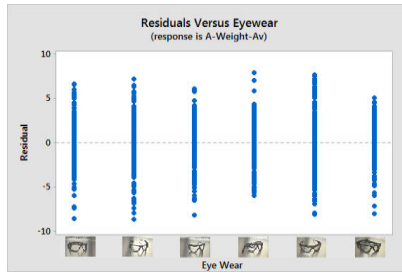 Residuals Versus Eyewear
(response is A-Weight-Av)
10
5
0
-5
-10
Residual
Eye Wear